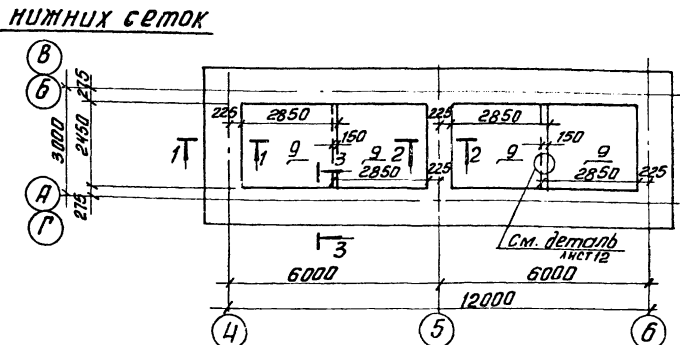 нижних сеток
В
Б
А
Г
275
2450
275
3000
225 2850 225 2850
150 150
1 1 9 3 9 2 2 9 9
2850 225 2850 225
См. деталь
лист 12
3
6000 6000
12000
4 5 6